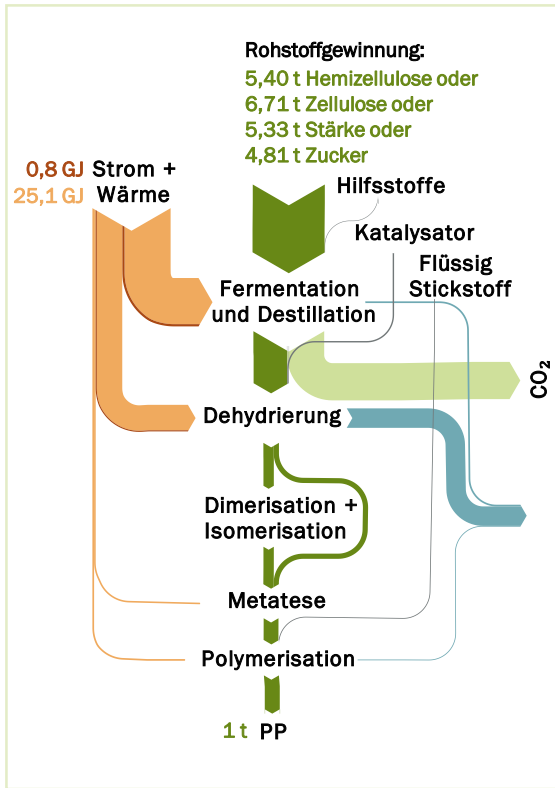 Rohstoffgewinnung:
5,40 t Hemizellulose oder
6,71 t Zellulose oder
5,33 t Stärke oder
4,81 t Zucker
0,8 GJ Strom +
25,1 GJ Wärme
Hilfsstoffe
Katalysator
Flüssig
Stickstoff
Fermentation
und Destillation
CO₂
Dehydrierung
Dimerisation +
Isomerisation
Metatese
Polymerisation
1 t PP